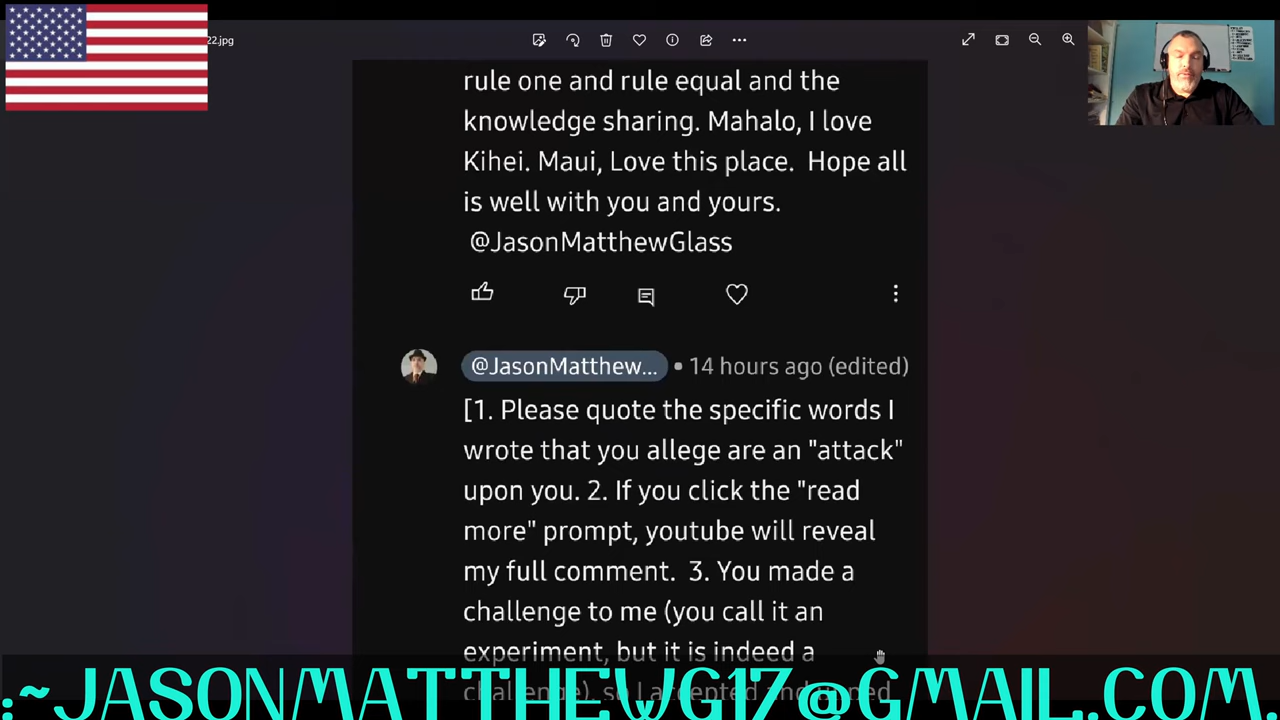 22.jpg
rule one and rule equal and the
knowledge sharing. Mahalo, I love
Kihei. Maui, Love this place.  Hope all
is well with you and yours.
@JasonMatthewGlass
@JasonMatthew... • 14 hours ago (edited)
[1. Please quote the specific words I
wrote that you allege are an "attack"
upon you. 2. If you click the "read
more" prompt, youtube will reveal
my full comment.  3. You made a
challenge to me (you call it an
experiment, but it is indeed a
challenge), so I accepted and
:~JASONMATTHEWG17@GMAIL.COM.